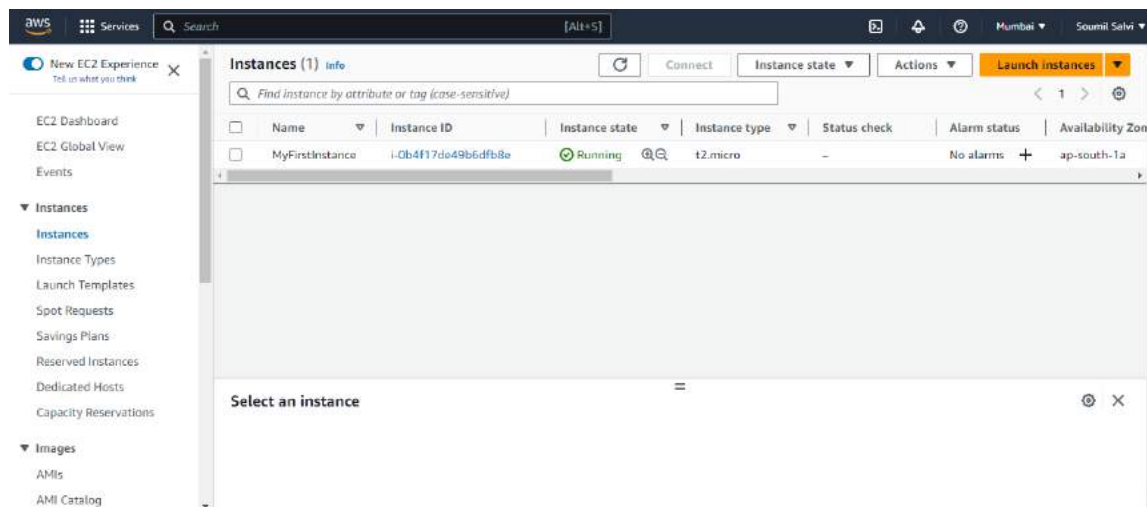 aws Services Search [Alt+S] Mumbai ▼ Soumil Salvi ▼
New EC2 Experience
Tell us what you think
EC2 Dashboard
EC2 Global View
Events
▼ Instances
Instances
Instance Types
Launch Templates
Spot Requests
Savings Plans
Reserved Instances
Dedicated Hosts
Capacity Reservations
▼ Images
AMIs
AMI Catalog
Instances (1) Info Connect Instance state ▼ Actions ▼ Launch instances ▼
Find instance by attribute or tag (case-sensitive) < 1 >
Name Instance ID Instance state Instance type Status check Alarm status Availability Zon
MyFirstInstance i-0b4f17de49b6dfb8e Running t2.micro – No alarms + ap-south-1a
Select an instance